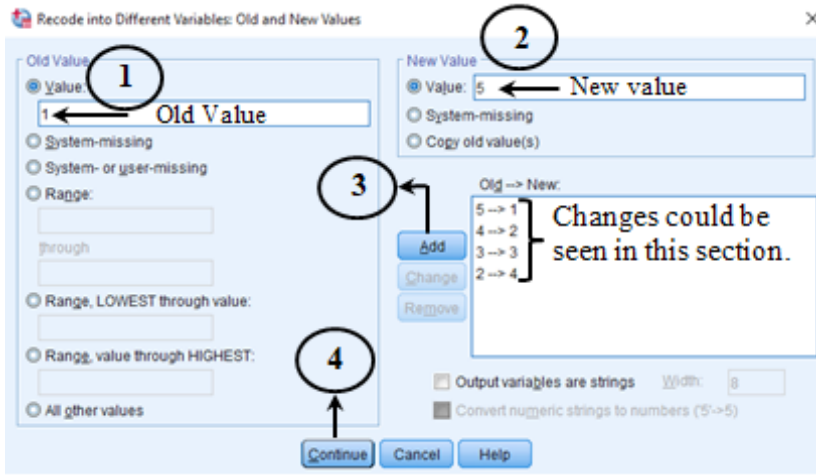 Recode into Different Variables: Old and New Values
2
Old Value
1
Value:
1
Old Value
System-missing
System- or user-missing
Range:
through
Range, LOWEST through value:
Range, value through HIGHEST:
All other values
New Value
Value: 5
New value
System-missing
Copy old value(s)
3
Old --> New:
5 --> 1
4 --> 2
3 --> 3
2 --> 4
Changes could be
seen in this section.
Add
Change
Remove
4
Output variables are strings Width: 8
Convert numeric strings to numbers ('5'->5)
Continue Cancel Help